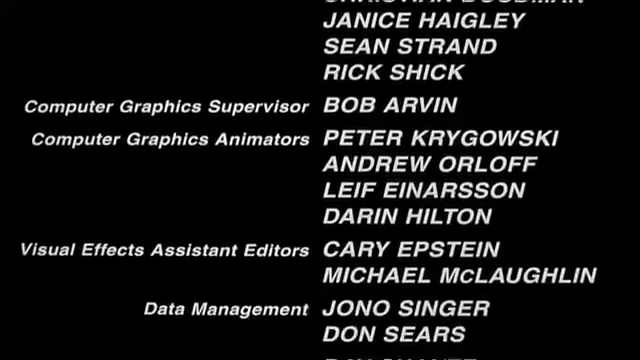 JANICE HAIGLEY
SEAN STRAND
RICK SHICK
Computer Graphics Supervisor BOB ARVIN
Computer Graphics Animators PETER KRYGOWSKI
ANDREW ORLOFF
LEIF EINARSSON
DARIN HILTON
Visual Effects Assistant Editors CARY EPSTEIN
MICHAEL McLAUGHLIN
Data Management JONO SINGER
DON SEARS